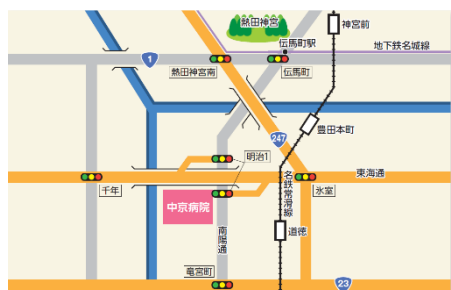 熱田神宮
神宮前
伝馬町駅
地下鉄名城線
1
熱田神宮南
伝馬町
豊田本町
247
明治1
東海通
千年
氷室
名鉄常滑線
中京病院
道徳
南陽通
竜宮町
23